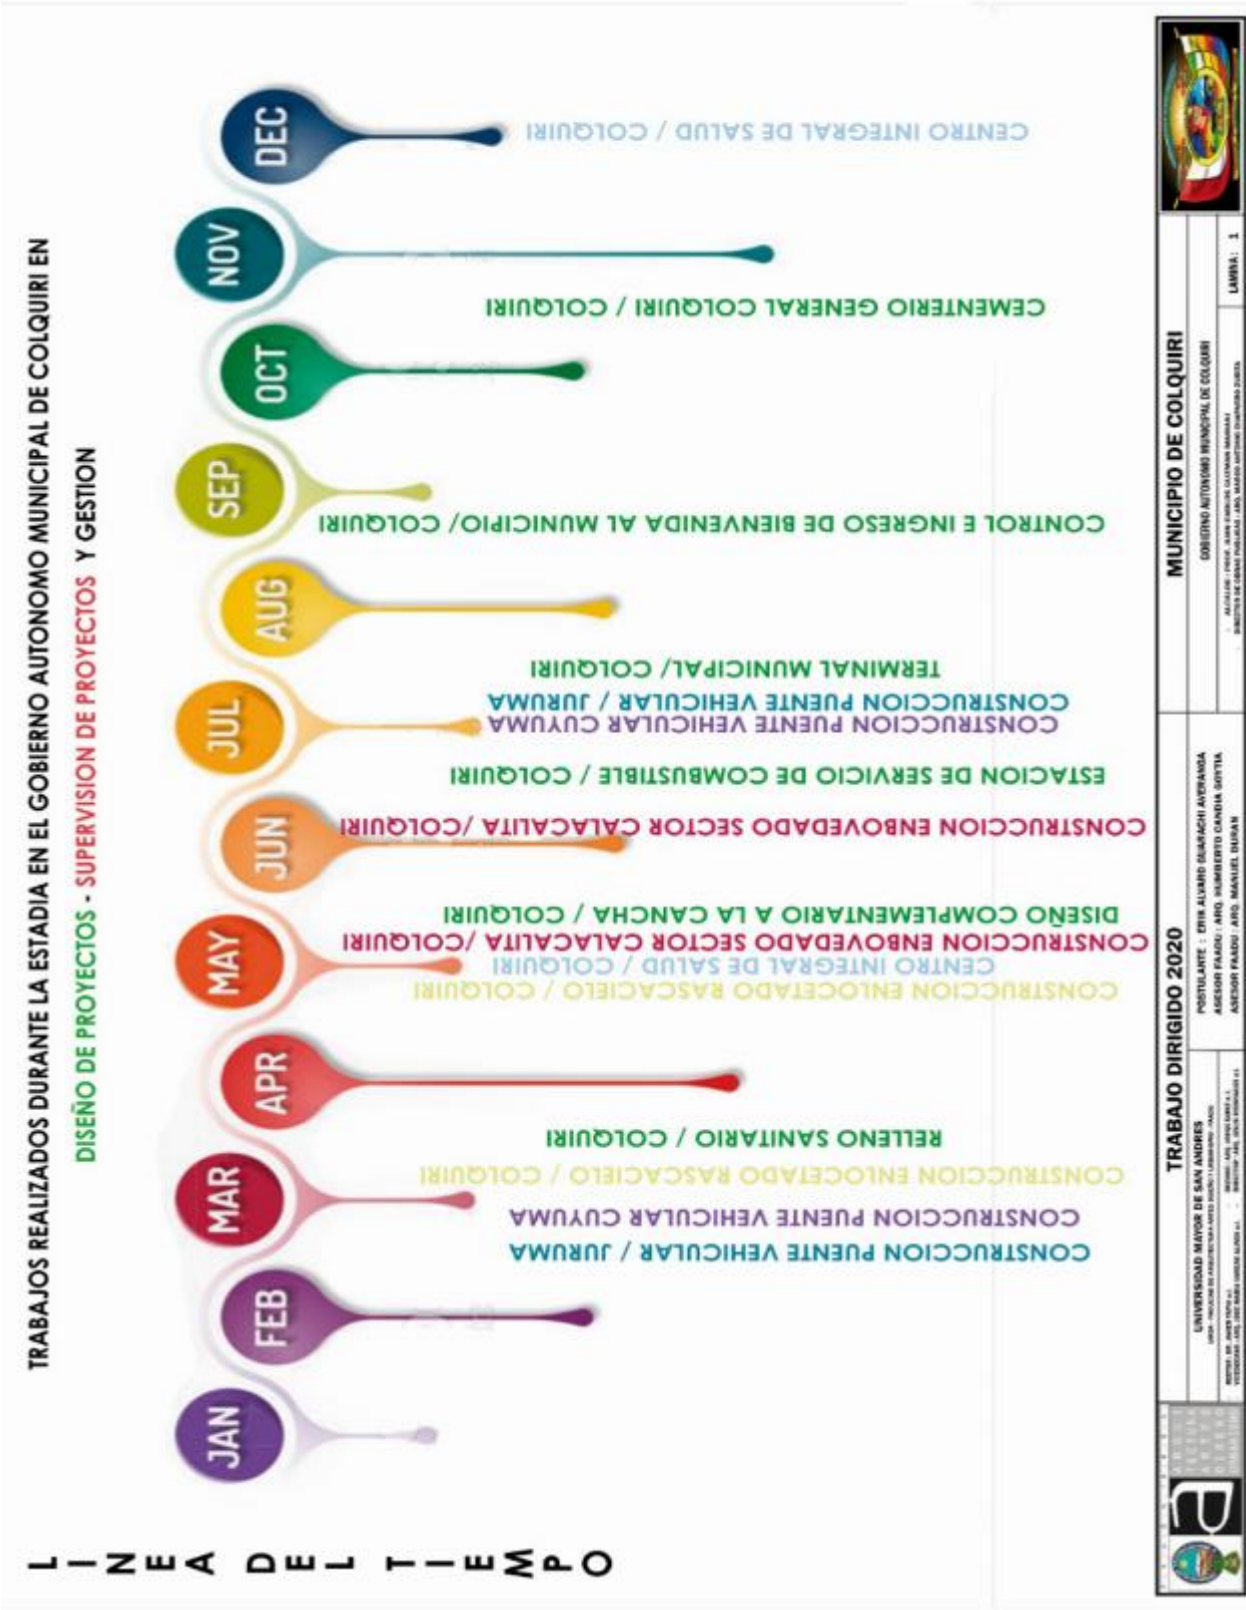 TRABAJOS REALIZADOS DURANTE LA ESTADIA EN EL GOBIERNO AUTONOMO MUNICIPAL DE COLQUIRI EN
DISEÑO DE PROYECTOS - SUPERVISION DE PROYECTOS Y GESTION
LINEA DEL TIEMPO
JAN
FEB
MAR
APR
MAY
JUN
JUL
AUG
SEP
OCT
NOV
DEC
CONSTRUCCION PUENTE VEHICULAR / JURUMA
CONSTRUCCION PUENTE VEHICULAR CUYUMA
CONSTRUCCION ENLOCETADO RASCACIELO / COLQUIRI
RELLENO SANITARIO / COLQUIRI
CONSTRUCCION ENLOCETADO RASCACIELO / COLQUIRI
CENTRO INTEGRAL DE SALUD / COLQUIRI
CONSTRUCCION ENBOVEDADO SECTOR CALACALITA /COLQUIRI
DISEÑO COMPLEMENTARIO A LA CANCHA / COLQUIRI
CONSTRUCCION ENBOVEDADO SECTOR CALACALITA /COLQUIRI
ESTACION DE SERVICIO DE COMBUSTIBLE / COLQUIRI
CONSTRUCCION PUENTE VEHICULAR CUYUMA
CONSTRUCCION PUENTE VEHICULAR / JURUMA
TERMINAL MUNICIPAL/ COLQUIRI
CONTROL E INGRESO DE BIENVENIDA AL MUNICIPIO/ COLQUIRI
CEMENTERIO GENERAL COLQUIRI / COLQUIRI
CENTRO INTEGRAL DE SALUD / COLQUIRI
TRABAJO DIRIGIDO 2020
UNIVERSIDAD MAYOR DE SAN ANDRES
POSTULANTE : ERIK ALVARO GUARACHI AVERANGA
ASESOR FAADU : ARQ. HUMBERTO CANDIA GOYTIA
ASESOR FAADU : ARQ. MANUEL DURAN
MUNICIPIO DE COLQUIRI
GOBIERNO AUTONOMO MUNICIPAL DE COLQUIRI
LAMINA : 1